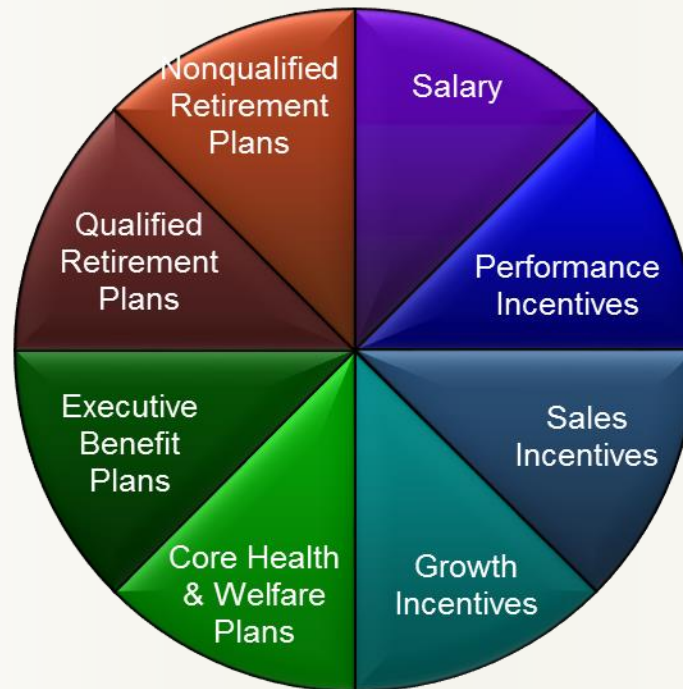 Salary
Performance
Incentives
Sales
Incentives
Growth
Incentives
Core Health
& Welfare
Plans
Executive
Benefit
Plans
Qualified
Retirement
Plans
Nonqualified
Retirement
Plans